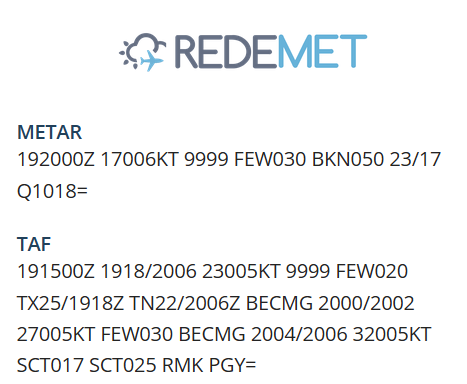 REDEMET
METAR
192000Z 17006KT 9999 FEW030 BKN050 23/17
Q1018=
TAF
191500Z 1918/2006 23005KT 9999 FEW020
TX25/1918Z TN22/2006Z BECMG 2000/2002
27005KT FEW030 BECMG 2004/2006 32005KT
SCT017 SCT025 RMK PGY=